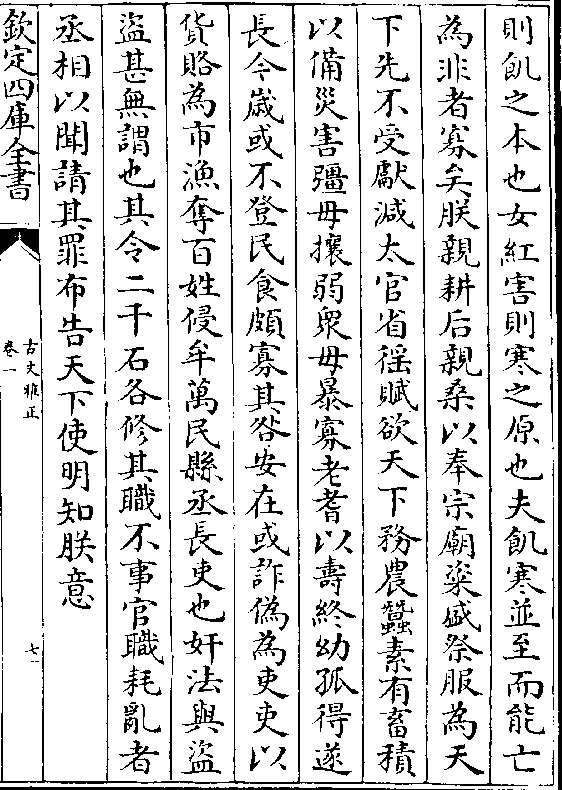 則飢之本也女紅害則寒之原也夫飢寒並至而能亡
為非者寡矣朕親耕后親桑以奉宗廟粢盛祭服為天
下先不受獻減太官省徭賦欲天下務農蠶素有畜積
以備災害彊毋攘弱衆毋暴寡老耆以壽終幼孤得遂
長今嵗或不登民食頗寡其咎安在或詐偽為吏吏以
貨賂為市漁奪百姓侵牟萬民縣丞長吏也奸法與盜
盜甚無謂也其令二千石各修其職不事官職耗亂者
丞相以聞請其罪布告天下使明知朕意
欽定四庫全書
古文雅正
卷一
七